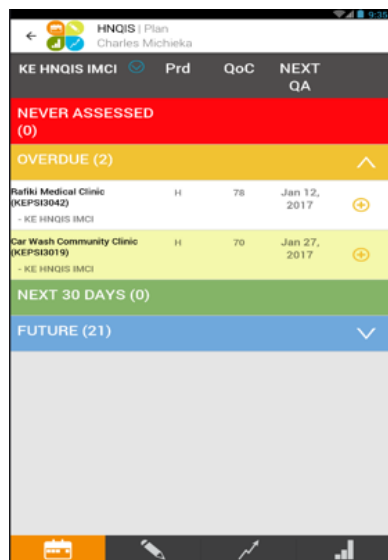 9:35
HNQIS | Plan
Charles Michieka
KE HNQIS IMCI Prd QoC NEXT
QA
NEVER ASSESSED
(0)
OVERDUE (2)
Rafiki Medical Clinic H 78 Jan 12,
(KEPSI3042) 2017
- KE HNQIS IMCI
Car Wash Community Clinic H 70 Jan 27,
(KEPSI3019) 2017
- KE HNQIS IMCI
NEXT 30 DAYS (0)
FUTURE (21)